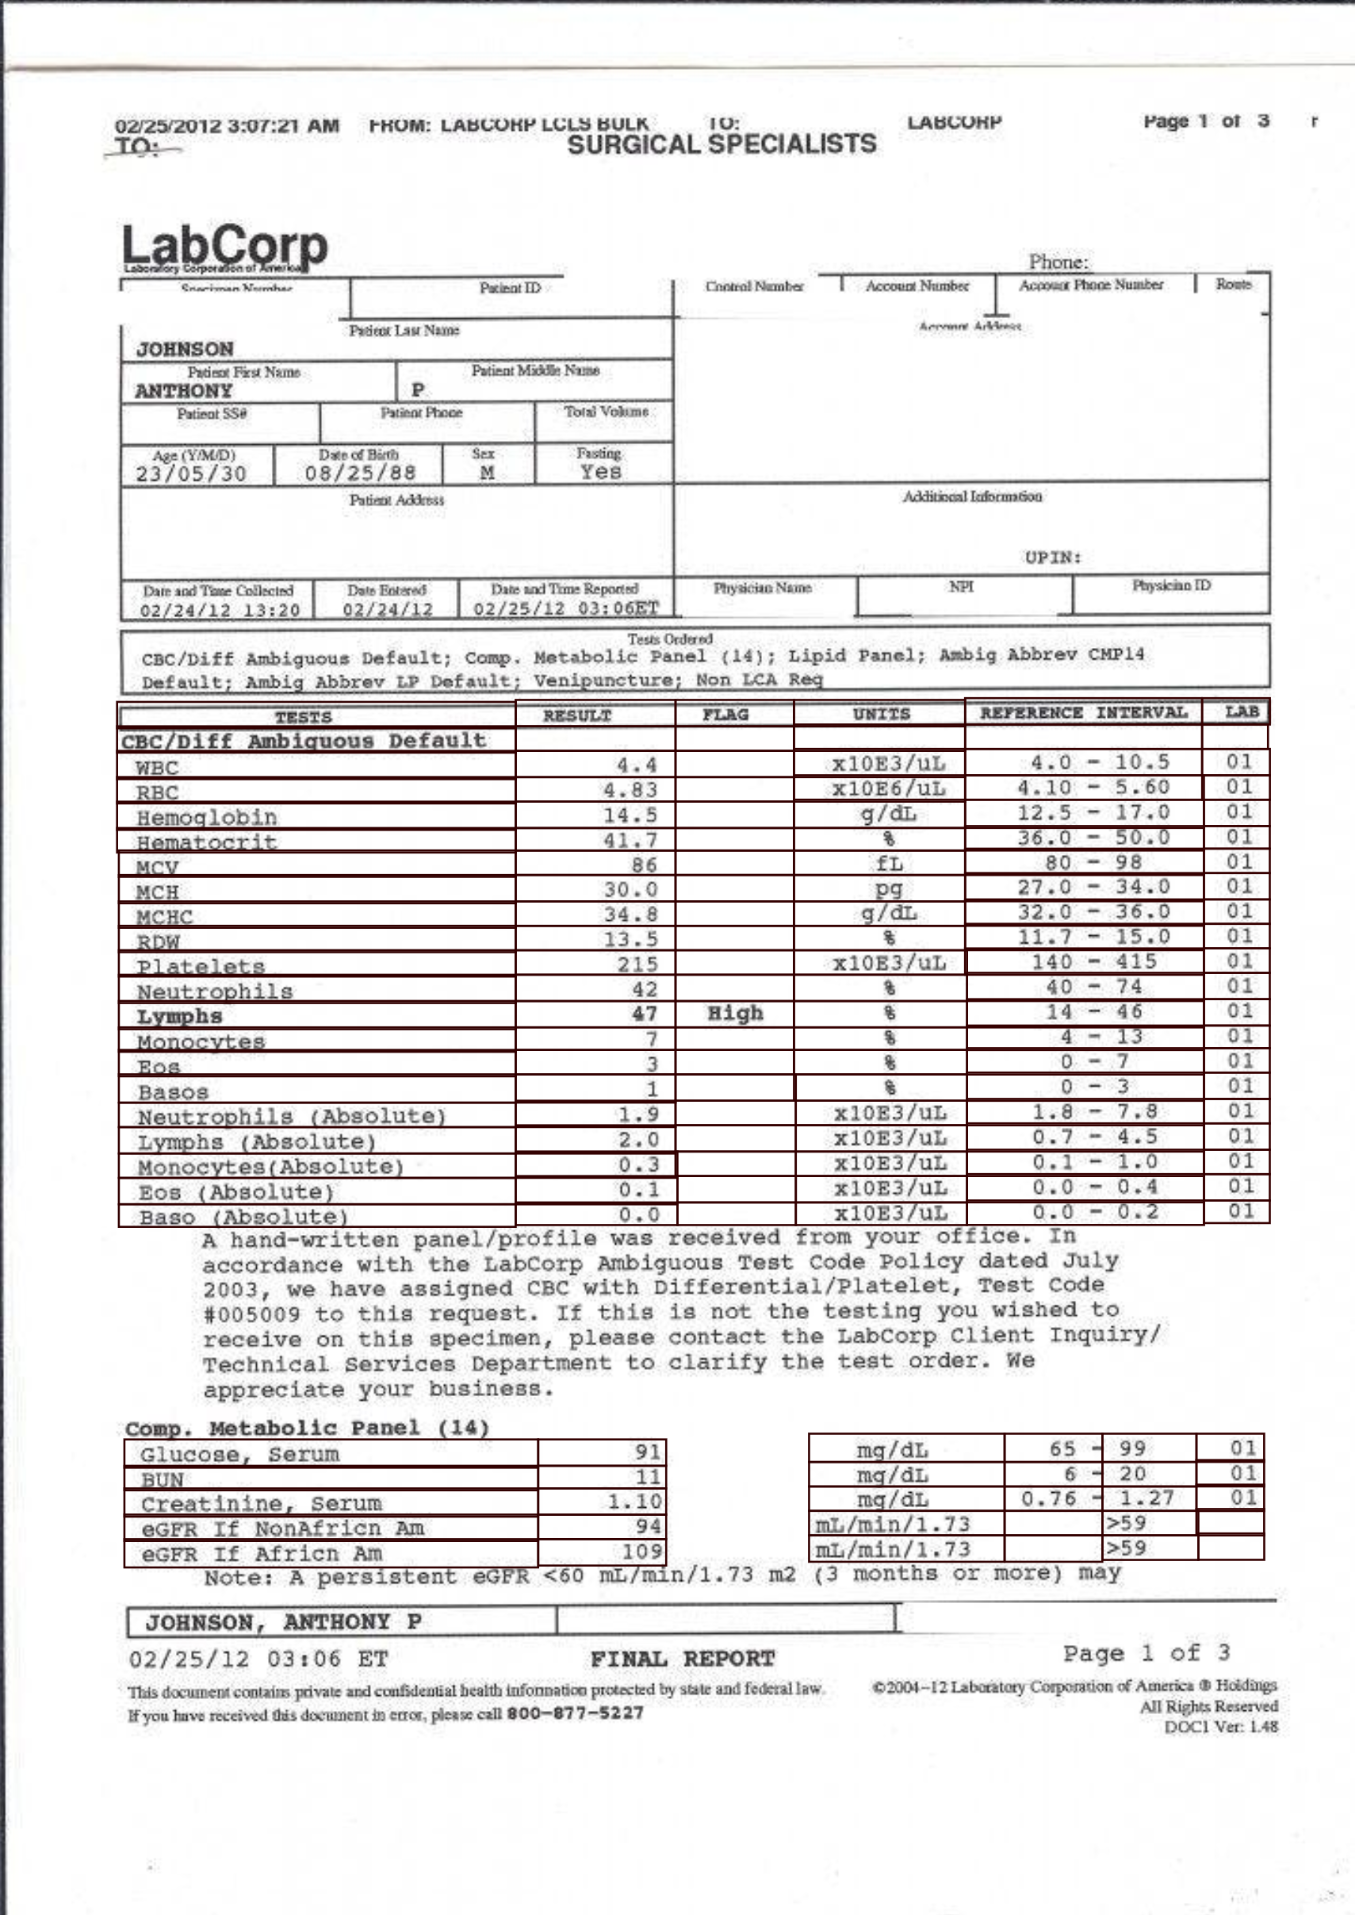 02/25/2012 3:07:21 AM FROM: LABCORP LCLS BULK TO: LABCORP Page 1 of 3 r
TO: SURGICAL SPECIALISTS
LabCorp
Laboratory Corporation of America
Phone:
Specimen Number Patient ID Control Number Account Number Account Phone Number Route
Patient Last Name Account Address
JOHNSON
Patient First Name Patient Middle Name
ANTHONY P
Patient SS# Patient Phone Total Volume
Age (Y/M/D) Date of Birth Sex Fasting
23/05/30 08/25/88 M Yes
Patient Address Additional Information
UPIN:
Date and Time Collected Date Entered Date and Time Reported Physician Name NPI Physician ID
02/24/12 13:20 02/24/12 02/25/12 03:06ET
Tests Ordered
CBC/Diff Ambiguous Default; Comp. Metabolic Panel (14); Lipid Panel; Ambig Abbrev CMP14
Default; Ambig Abbrev LP Default; Venipuncture; Non LCA Req
TESTS RESULT FLAG UNITS REFERENCE INTERVAL LAB
CBC/Diff Ambiguous Default
WBC 4.4 x10E3/uL 4.0 - 10.5 01
RBC 4.83 x10E6/uL 4.10 - 5.60 01
Hemoglobin 14.5 g/dL 12.5 - 17.0 01
Hematocrit 41.7 % 36.0 - 50.0 01
MCV 86 fL 80 - 98 01
MCH 30.0 pg 27.0 - 34.0 01
MCHC 34.8 g/dL 32.0 - 36.0 01
RDW 13.5 % 11.7 - 15.0 01
Platelets 215 x10E3/uL 140 - 415 01
Neutrophils 42 % 40 - 74 01
Lymphs 47 High % 14 - 46 01
Monocytes 7 % 4 - 13 01
Eos 3 % 0 - 7 01
Basos 1 % 0 - 3 01
Neutrophils (Absolute) 1.9 x10E3/uL 1.8 - 7.8 01
Lymphs (Absolute) 2.0 x10E3/uL 0.7 - 4.5 01
Monocytes(Absolute) 0.3 x10E3/uL 0.1 - 1.0 01
Eos (Absolute) 0.1 x10E3/uL 0.0 - 0.4 01
Baso (Absolute) 0.0 x10E3/uL 0.0 - 0.2 01
A hand-written panel/profile was received from your office. In
accordance with the LabCorp Ambiguous Test Code Policy dated July
2003, we have assigned CBC with Differential/Platelet, Test Code
#005009 to this request. If this is not the testing you wished to
receive on this specimen, please contact the LabCorp Client Inquiry/
Technical Services Department to clarify the test order. We
appreciate your business.
Comp. Metabolic Panel (14)
Glucose, Serum 91 mg/dL 65 - 99 01
BUN 11 mg/dL 6 - 20 01
Creatinine, Serum 1.10 mg/dL 0.76 - 1.27 01
eGFR If NonAfricn Am 94 mL/min/1.73 >59
eGFR If Africn Am 109 mL/min/1.73 >59
Note: A persistent eGFR <60 mL/min/1.73 m2 (3 months or more) may
JOHNSON, ANTHONY P
02/25/12 03:06 ET FINAL REPORT Page 1 of 3
This document contains private and confidential health information protected by state and federal law. ©2004-12 Laboratory Corporation of America ® Holdings
If you have received this document in error, please call 800-877-5227 All Rights Reserved
DOC1 Ver: 1.48